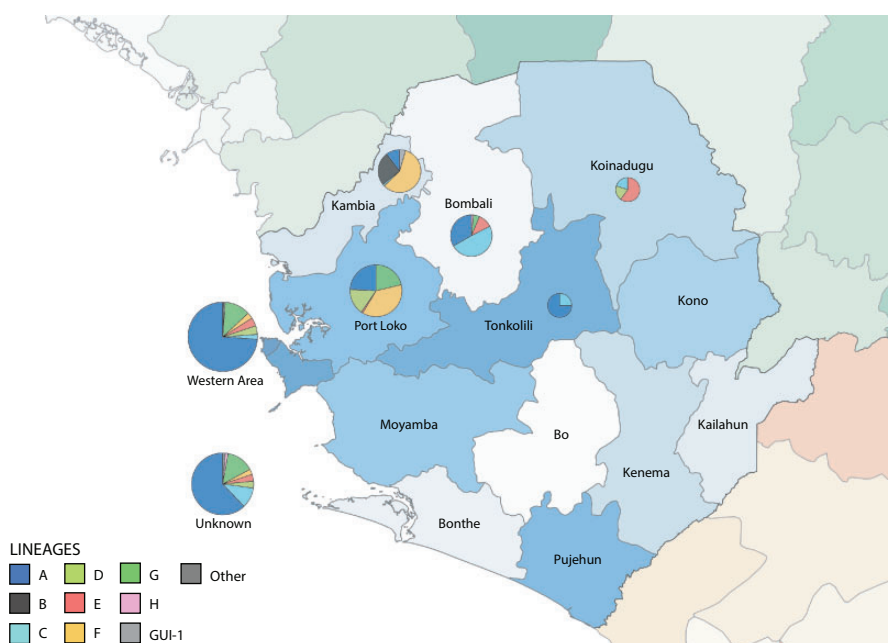 Koinadugu
Kambia
Bombali
Kono
Port Loko
Tonkolili
Western Area
Moyamba
Bo
Kailahun
Kenema
Unknown
Bonthe
Pujehun
LINEAGES
A D G Other
B E H
C F GUI-1